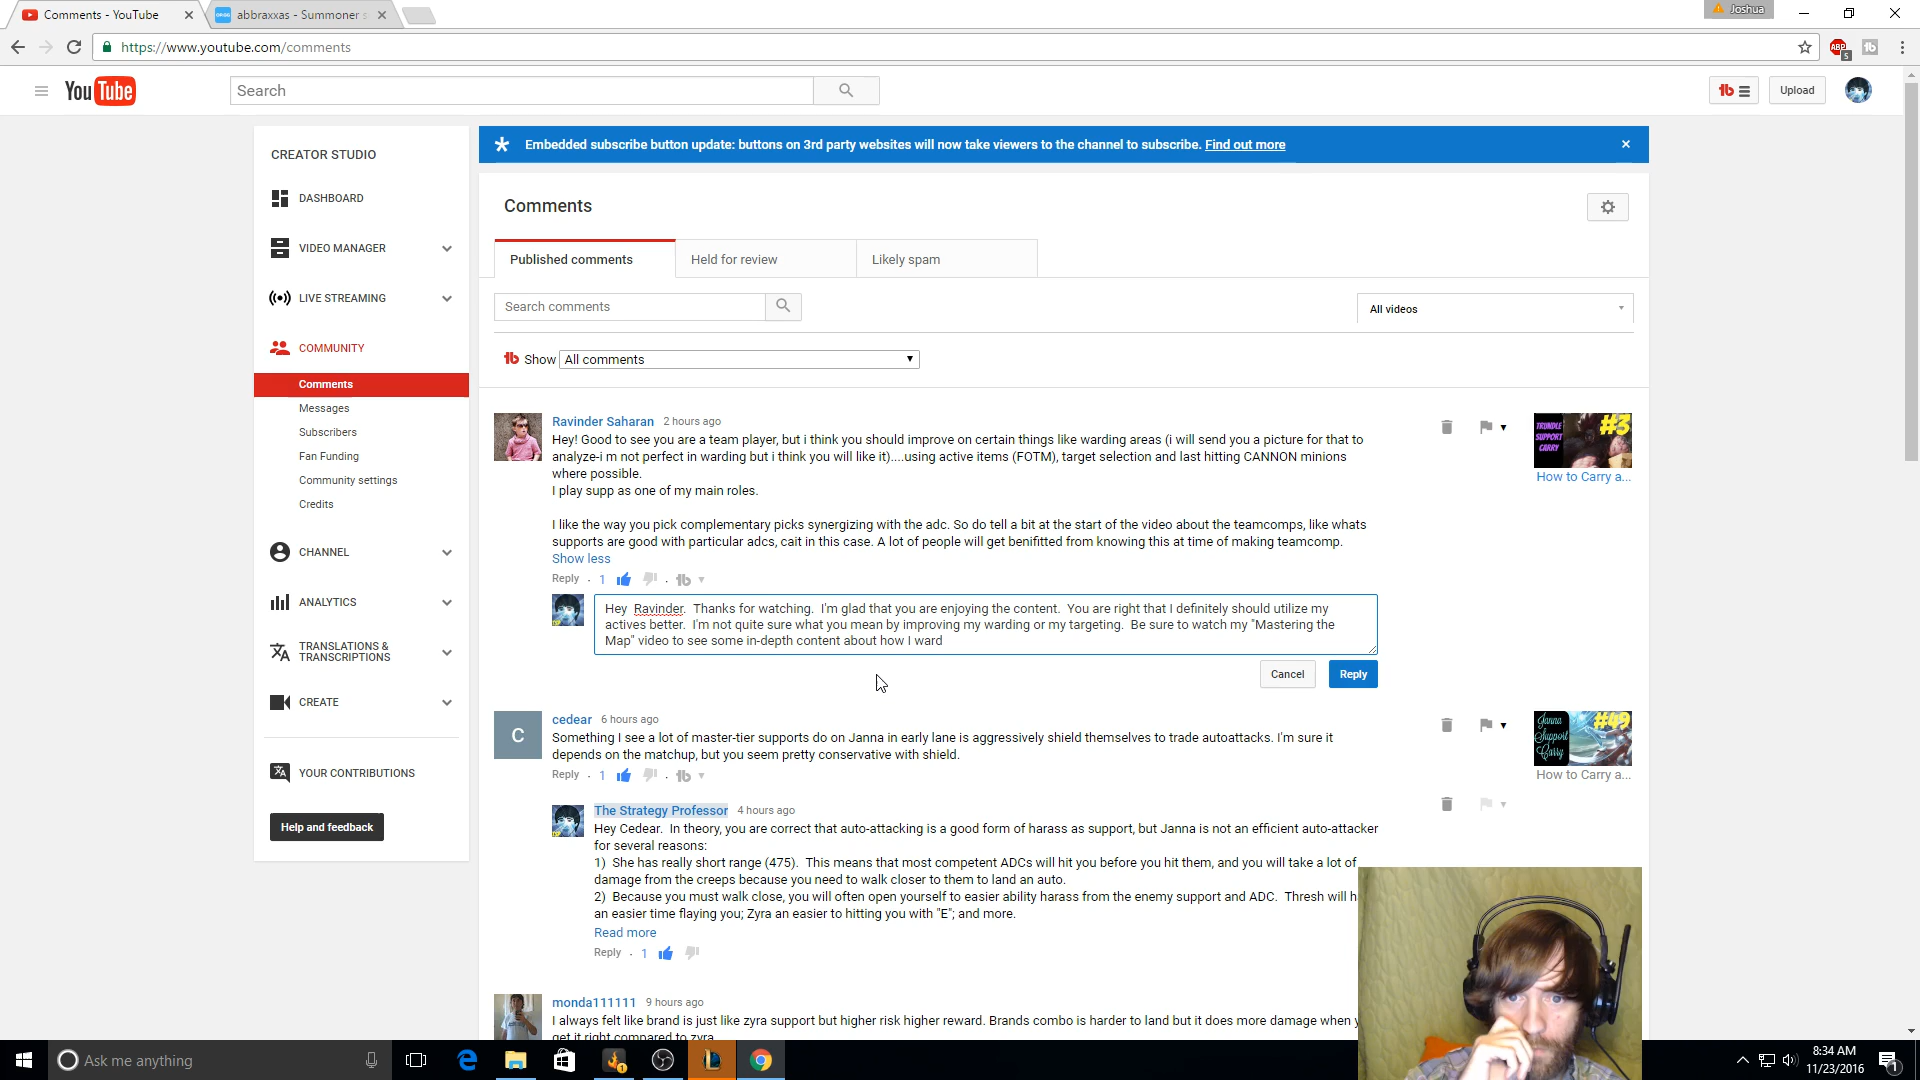 Comments - YouTube
abbraxxas - Summoner s
Joshua
https://www.youtube.com/comments
ABP
5
You Tube
Search
Upload
CREATOR STUDIO
DASHBOARD
VIDEO MANAGER
LIVE STREAMING
COMMUNITY
Comments
Messages
Subscribers
Fan Funding
Community settings
Credits
CHANNEL
ANALYTICS
TRANSLATIONS &
TRANSCRIPTIONS
CREATE
YOUR CONTRIBUTIONS
Help and feedback
Embedded subscribe button update: buttons on 3rd party websites will now take viewers to the channel to subscribe. Find out more
Comments
Published comments
Held for review
Likely spam
Search comments
All videos
Show All comments
Ravinder Saharan 2 hours ago
Hey! Good to see you are a team player, but i think you should improve on certain things like warding areas (i will send you a picture for that to
analyze-i m not perfect in warding but i think you will like it)....using active items (FOTM), target selection and last hitting CANNON minions
where possible.
I play supp as one of my main roles.
I like the way you pick complementary picks synergizing with the adc. So do tell a bit at the start of the video about the teamcomps, like whats
supports are good with particular adcs, cait in this case. A lot of people will get benifitted from knowing this at time of making teamcomp.
Show less
Reply · 1
TRUNDLE
SUPPORT
CARRY
#3
How to Carry a...
Hey Ravinder. Thanks for watching. I'm glad that you are enjoying the content. You are right that I definitely should utilize my
actives better. I'm not quite sure what you mean by improving my warding or my targeting. Be sure to watch my "Mastering the
Map" video to see some in-depth content about how I ward
Cancel
Reply
C
cedear 6 hours ago
Something I see a lot of master-tier supports do on Janna in early lane is aggressively shield themselves to trade autoattacks. I'm sure it
depends on the matchup, but you seem pretty conservative with shield.
Reply · 1
Janna
Support
Carry
#49
How to Carry a...
The Strategy Professor 4 hours ago
Hey Cedear. In theory, you are correct that auto-attacking is a good form of harass as support, but Janna is not an efficient auto-attacker
for several reasons:
1) She has really short range (475). This means that most competent ADCs will hit you before you hit them, and you will take a lot of
damage from the creeps because you need to walk closer to them to land an auto.
2) Because you must walk close, you will often open yourself to easier ability harass from the enemy support and ADC. Thresh will h
an easier time flaying you; Zyra an easier to hitting you with "E"; and more.
Read more
Reply · 1
monda111111 9 hours ago
I always felt like brand is just like zyra support but higher risk higher reward. Brands combo is harder to land but it does more damage when y
get it right compared to zyra
Ask me anything
8:34 AM
11/23/2016
1